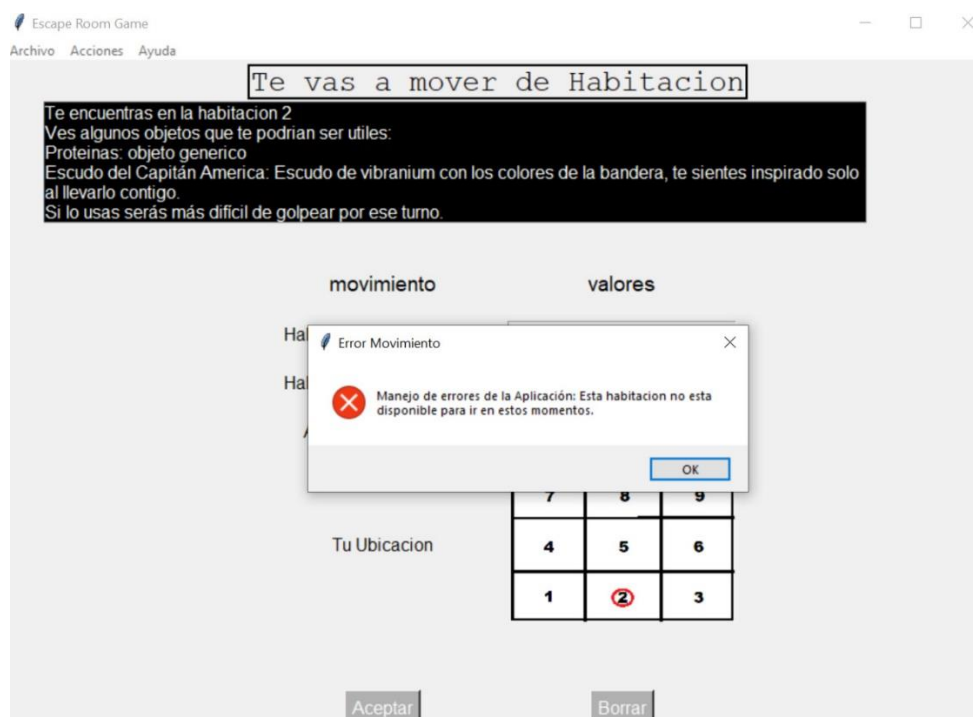 Escape Room Game
Archivo Acciones Ayuda
Te vas a mover de Habitacion
Te encuentras en la habitacion 2
Ves algunos objetos que te podrian ser utiles:
Proteinas: objeto generico
Escudo del Capitán America: Escudo de vibranium con los colores de la bandera, te sientes inspirado solo
al llevarlo contigo.
Si lo usas serás más difícil de golpear por ese turno.
movimiento valores
Error Movimiento
Manejo de errores de la Aplicación: Esta habitacion no esta
disponible para ir en estos momentos.
OK
7 8 9
Tu Ubicacion
4 5 6
1 2 3
Aceptar Borrar